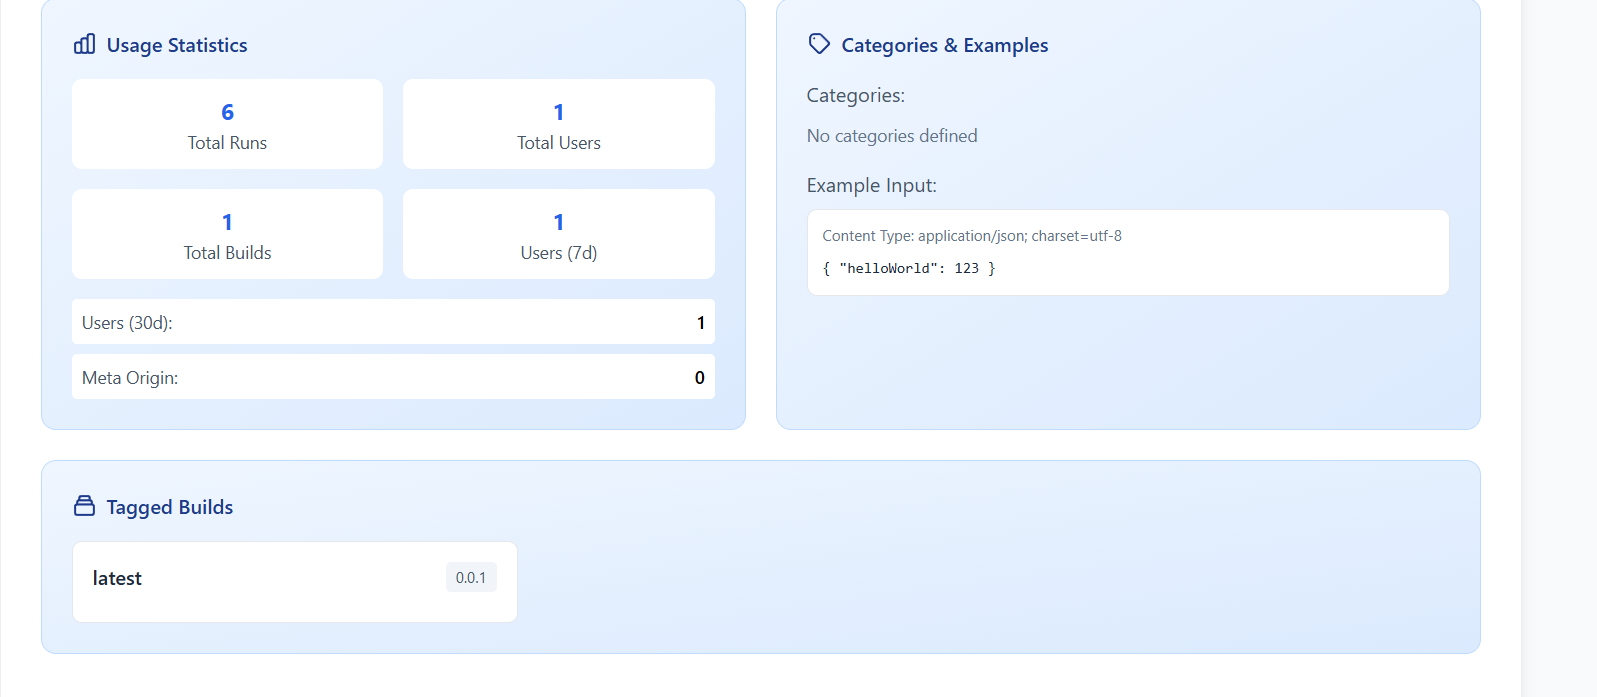 Usage Statistics
6
Total Runs
1
Total Users
1
Total Builds
1
Users (7d)
Users (30d): 1
Meta Origin: 0
Categories & Examples
Categories:
No categories defined
Example Input:
Content Type: application/json; charset=utf-8
{ "helloWorld": 123 }
Tagged Builds
latest 0.0.1